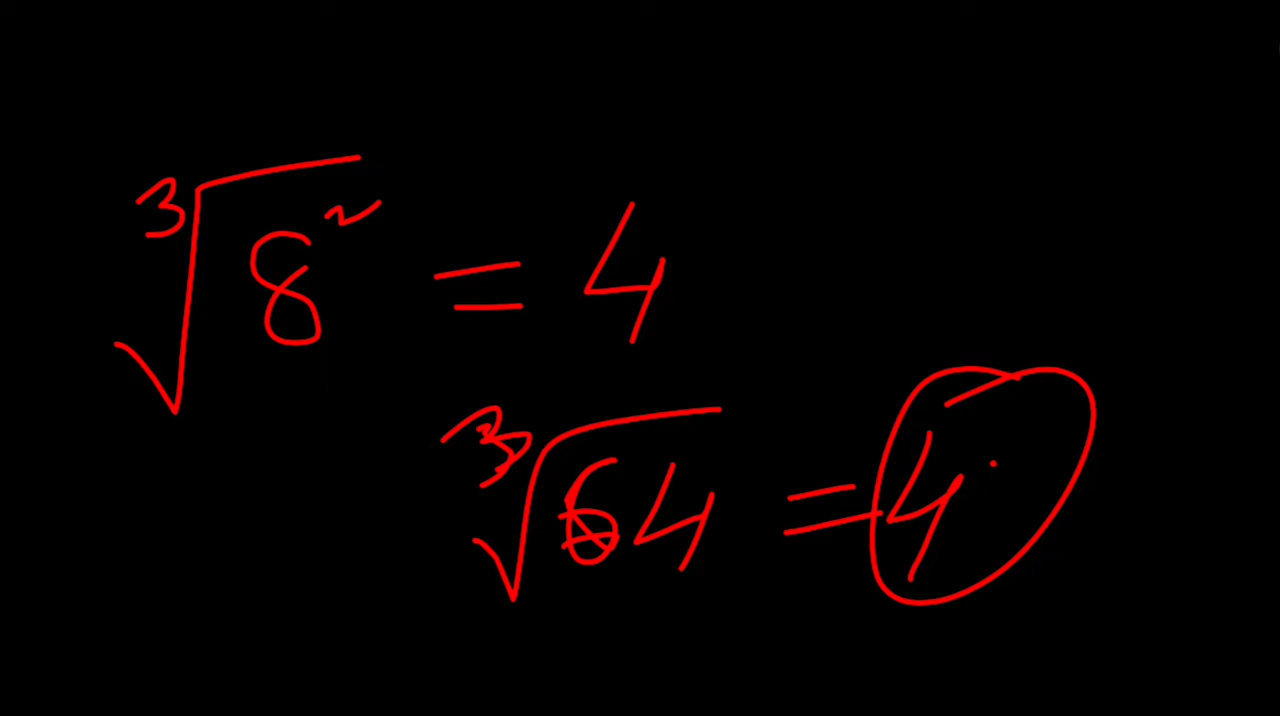 ∛8² = 4
∛64 = 4